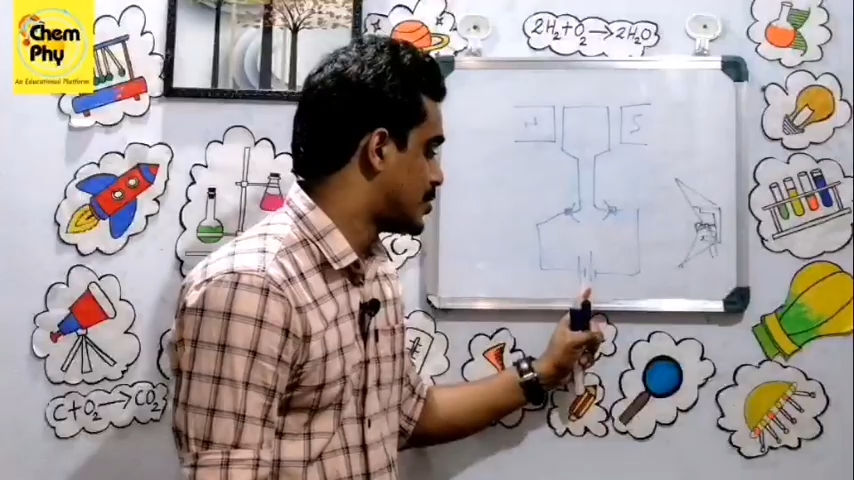 Chem
Phy
An Educational Platform
2H₂+O₂→2H₂O
N
S
C+O₂→CO₂